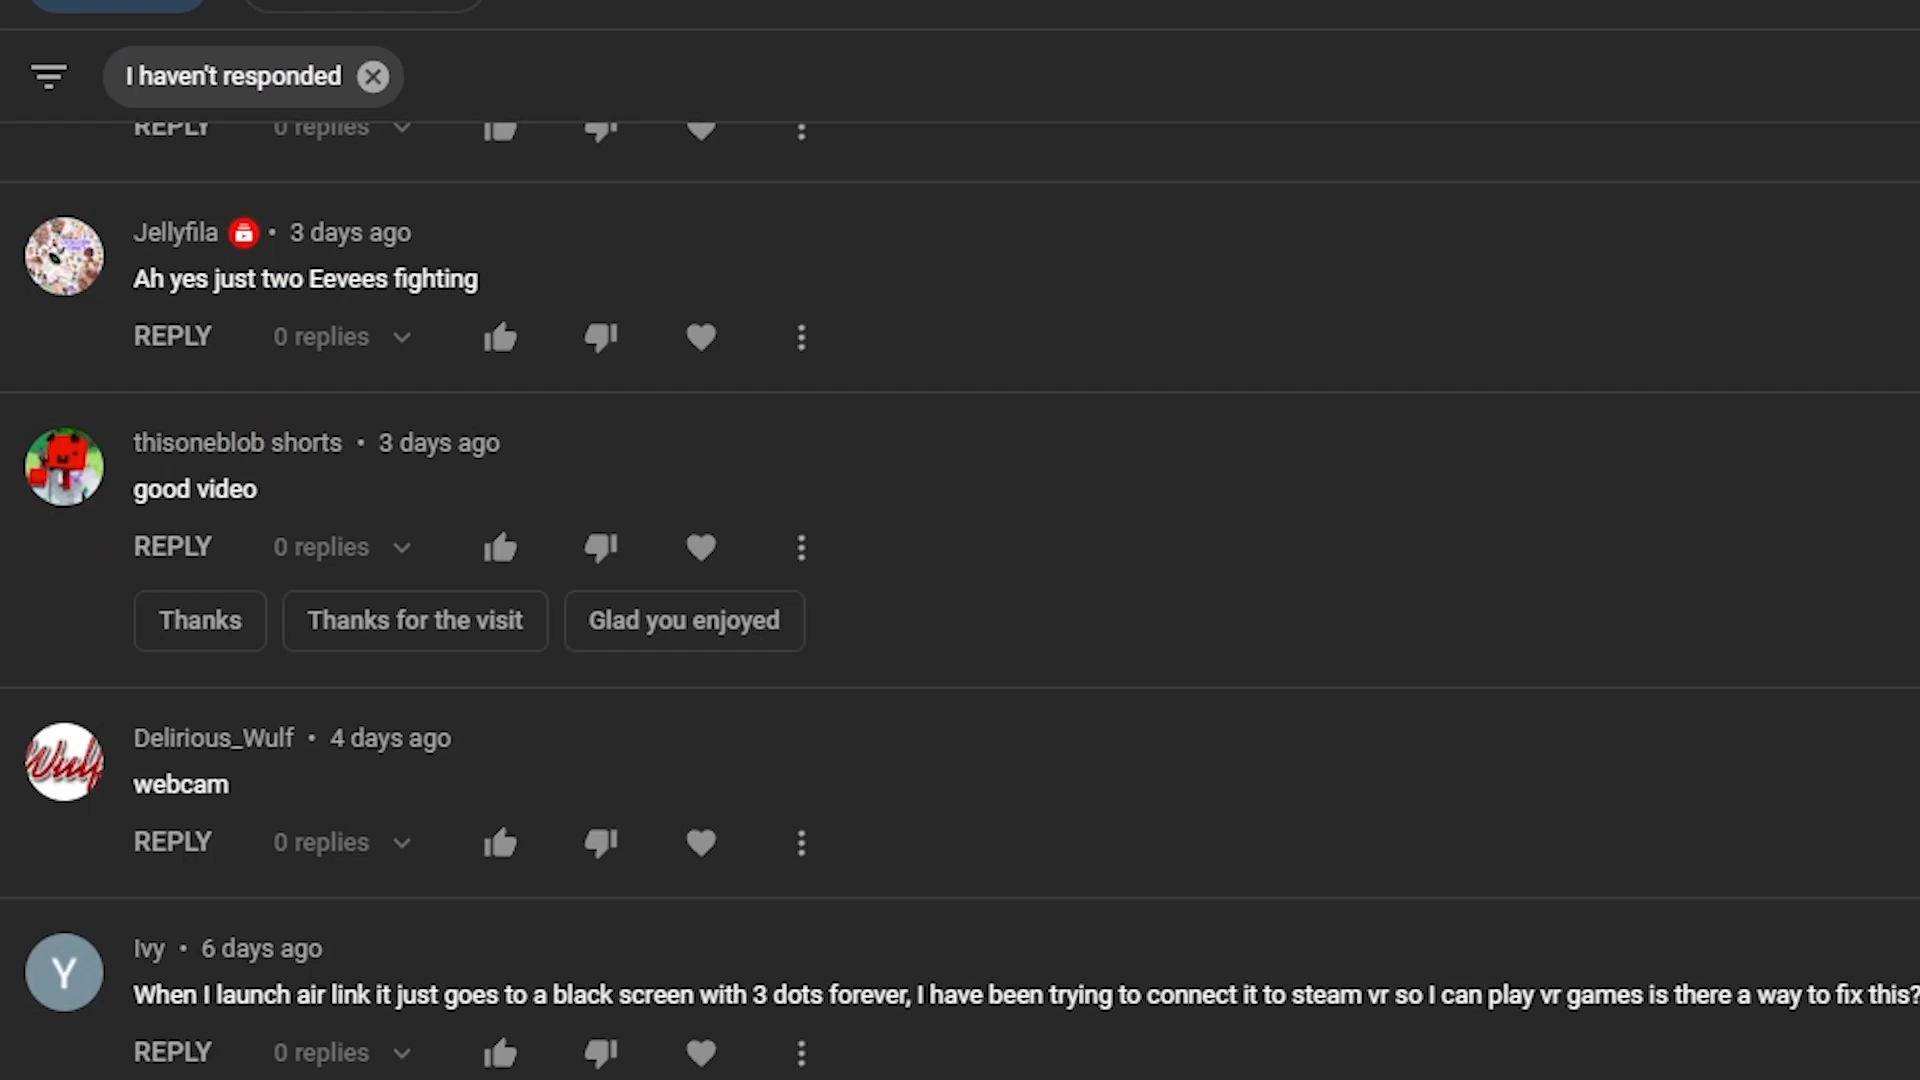 I haven't responded
REPLY 0 replies
Jellyfila • 3 days ago
Ah yes just two Eevees fighting
REPLY 0 replies
thisoneblob shorts • 3 days ago
good video
REPLY 0 replies
Thanks Thanks for the visit Glad you enjoyed
Wulf
Delirious_Wulf • 4 days ago
webcam
REPLY 0 replies
Y
Ivy • 6 days ago
When I launch air link it just goes to a black screen with 3 dots forever, I have been trying to connect it to steam vr so I can play vr games is there a way to fix this?
REPLY 0 replies